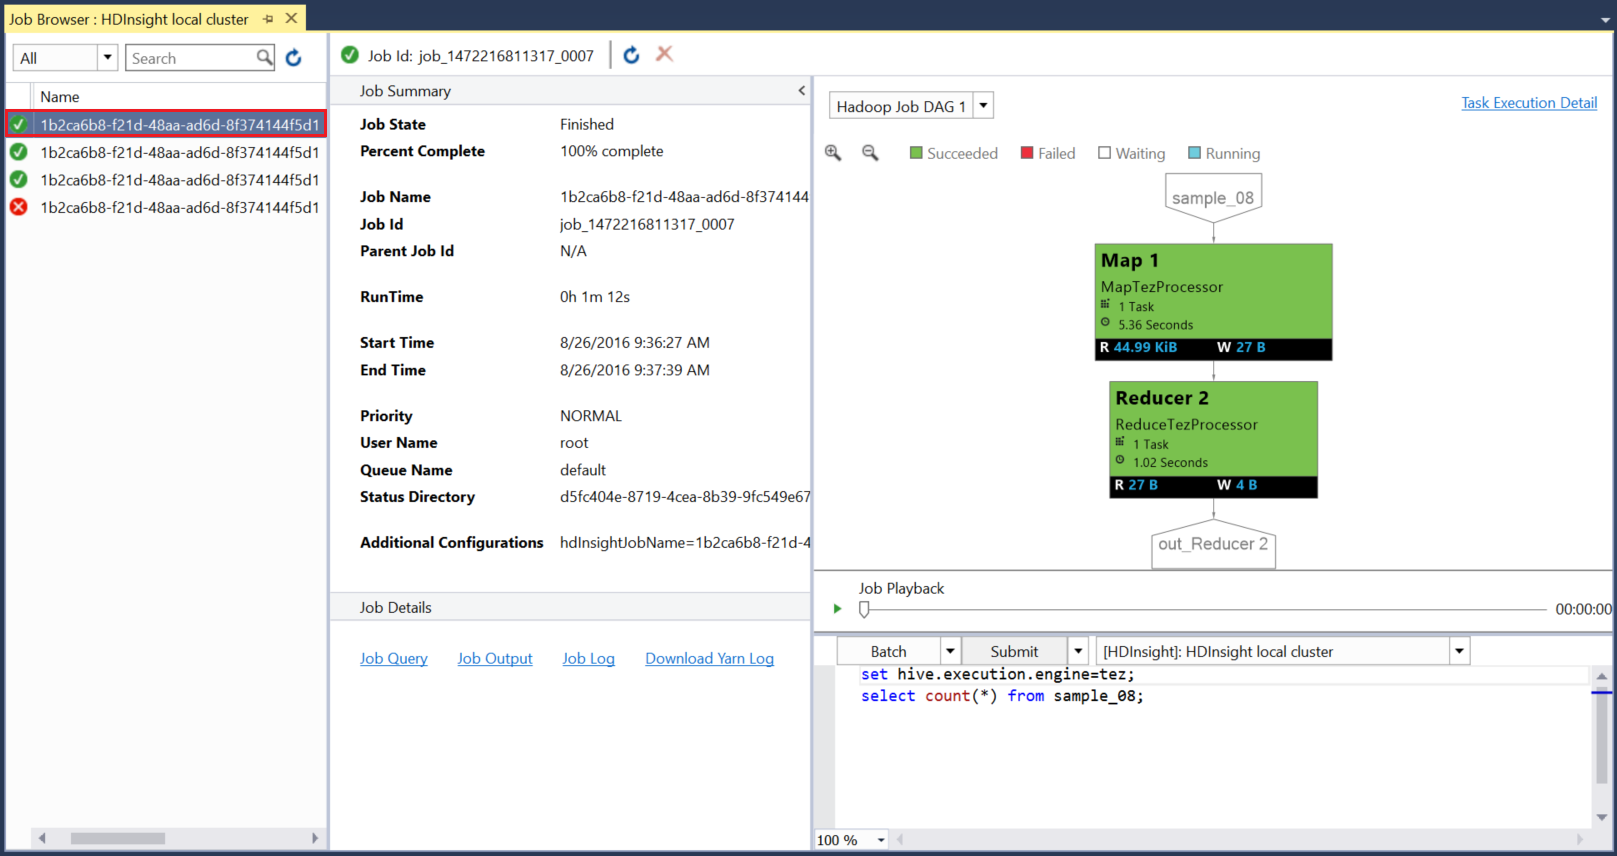 Job Browser : HDInsight local cluster
All
Search
Name
1b2ca6b8-f21d-48aa-ad6d-8f374144f5d1
1b2ca6b8-f21d-48aa-ad6d-8f374144f5d1
1b2ca6b8-f21d-48aa-ad6d-8f374144f5d1
1b2ca6b8-f21d-48aa-ad6d-8f374144f5d1
Job Id: job_1472216811317_0007
Job Summary
Job State Finished
Percent Complete 100% complete
Job Name 1b2ca6b8-f21d-48aa-ad6d-8f374144
Job Id job_1472216811317_0007
Parent Job Id N/A
RunTime 0h 1m 12s
Start Time 8/26/2016 9:36:27 AM
End Time 8/26/2016 9:37:39 AM
Priority NORMAL
User Name root
Queue Name default
Status Directory d5fc404e-8719-4cea-8b39-9fc549e67
Additional Configurations hdInsightJobName=1b2ca6b8-f21d-4
Job Details
Job Query Job Output Job Log Download Yarn Log
Hadoop Job DAG 1
Task Execution Detail
Succeeded Failed Waiting Running
sample_08
Map 1
MapTezProcessor
1 Task
5.36 Seconds
R 44.99 KiB W 27 B
Reducer 2
ReduceTezProcessor
1 Task
1.02 Seconds
R 27 B W 4 B
out_Reducer 2
Job Playback
00:00:00
Batch Submit [HDInsight]: HDInsight local cluster
set hive.execution.engine=tez;
select count(*) from sample_08;
100 %